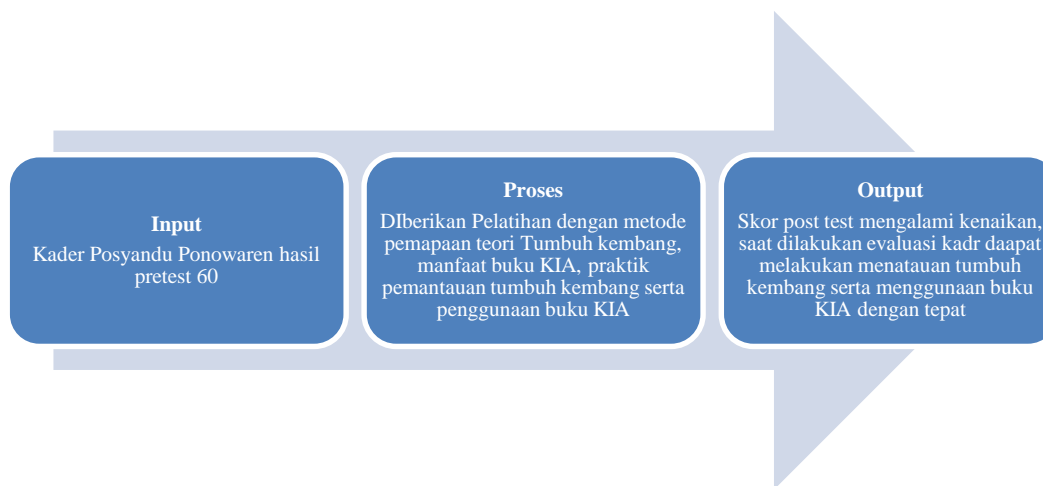 Input
Kader Posyandu Ponowaren hasil
pretest 60
Proses
DIberikan Pelatihan dengan metode
pemapaan teori Tumbuh kembang,
manfaat buku KIA, praktik
pemantauan tumbuh kembang serta
penggunaan buku KIA
Output
Skor post test mengalami kenaikan,
saat dilakukan evaluasi kadr daapat
melakukan menatauan tumbuh
kembang serta menggunaan buku
KIA dengan tepat